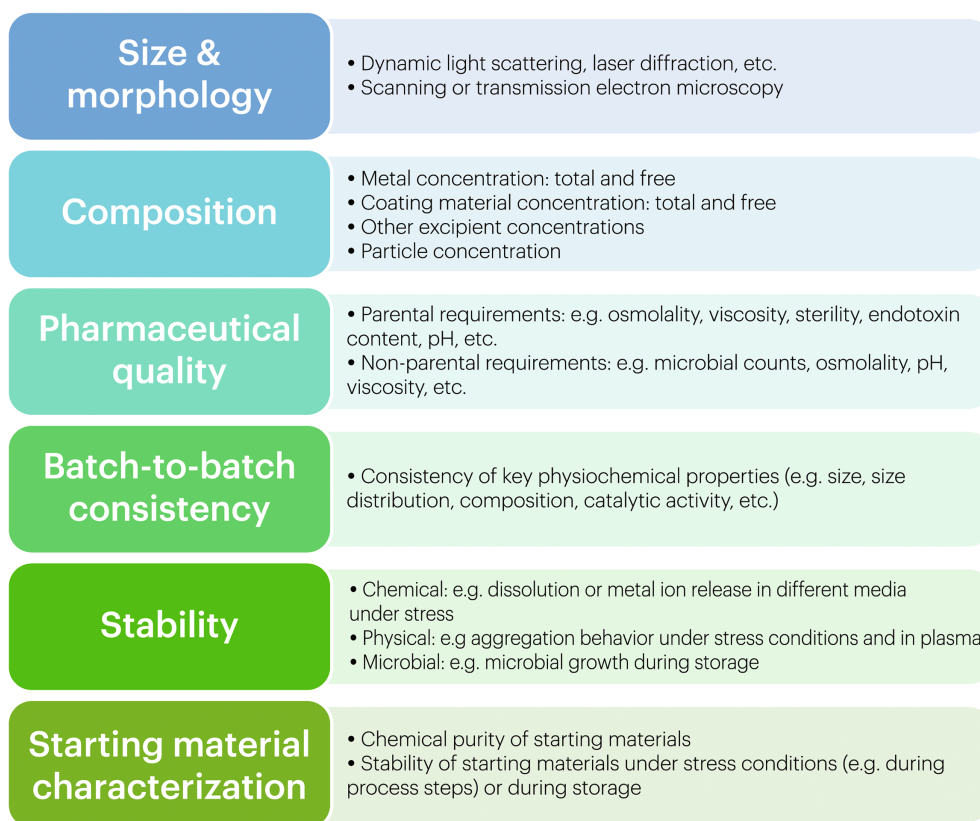 Size &
morphology
• Dynamic light scattering, laser diffraction, etc.
• Scanning or transmission electron microscopy
Composition
• Metal concentration: total and free
• Coating material concentration: total and free
• Other excipient concentrations
• Particle concentration
Pharmaceutical
quality
• Parental requirements: e.g. osmolality, viscosity, sterility, endotoxin
content, pH, etc.
• Non-parental requirements: e.g. microbial counts, osmolality, pH,
viscosity, etc.
Batch-to-batch
consistency
• Consistency of key physiochemical properties (e.g. size, size
distribution, composition, catalytic activity, etc.)
Stability
• Chemical: e.g. dissolution or metal ion release in different media
under stress
• Physical: e.g aggregation behavior under stress conditions and in plasma
• Microbial: e.g. microbial growth during storage
Starting material
characterization
• Chemical purity of starting materials
• Stability of starting materials under stress conditions (e.g. during
process steps) or during storage